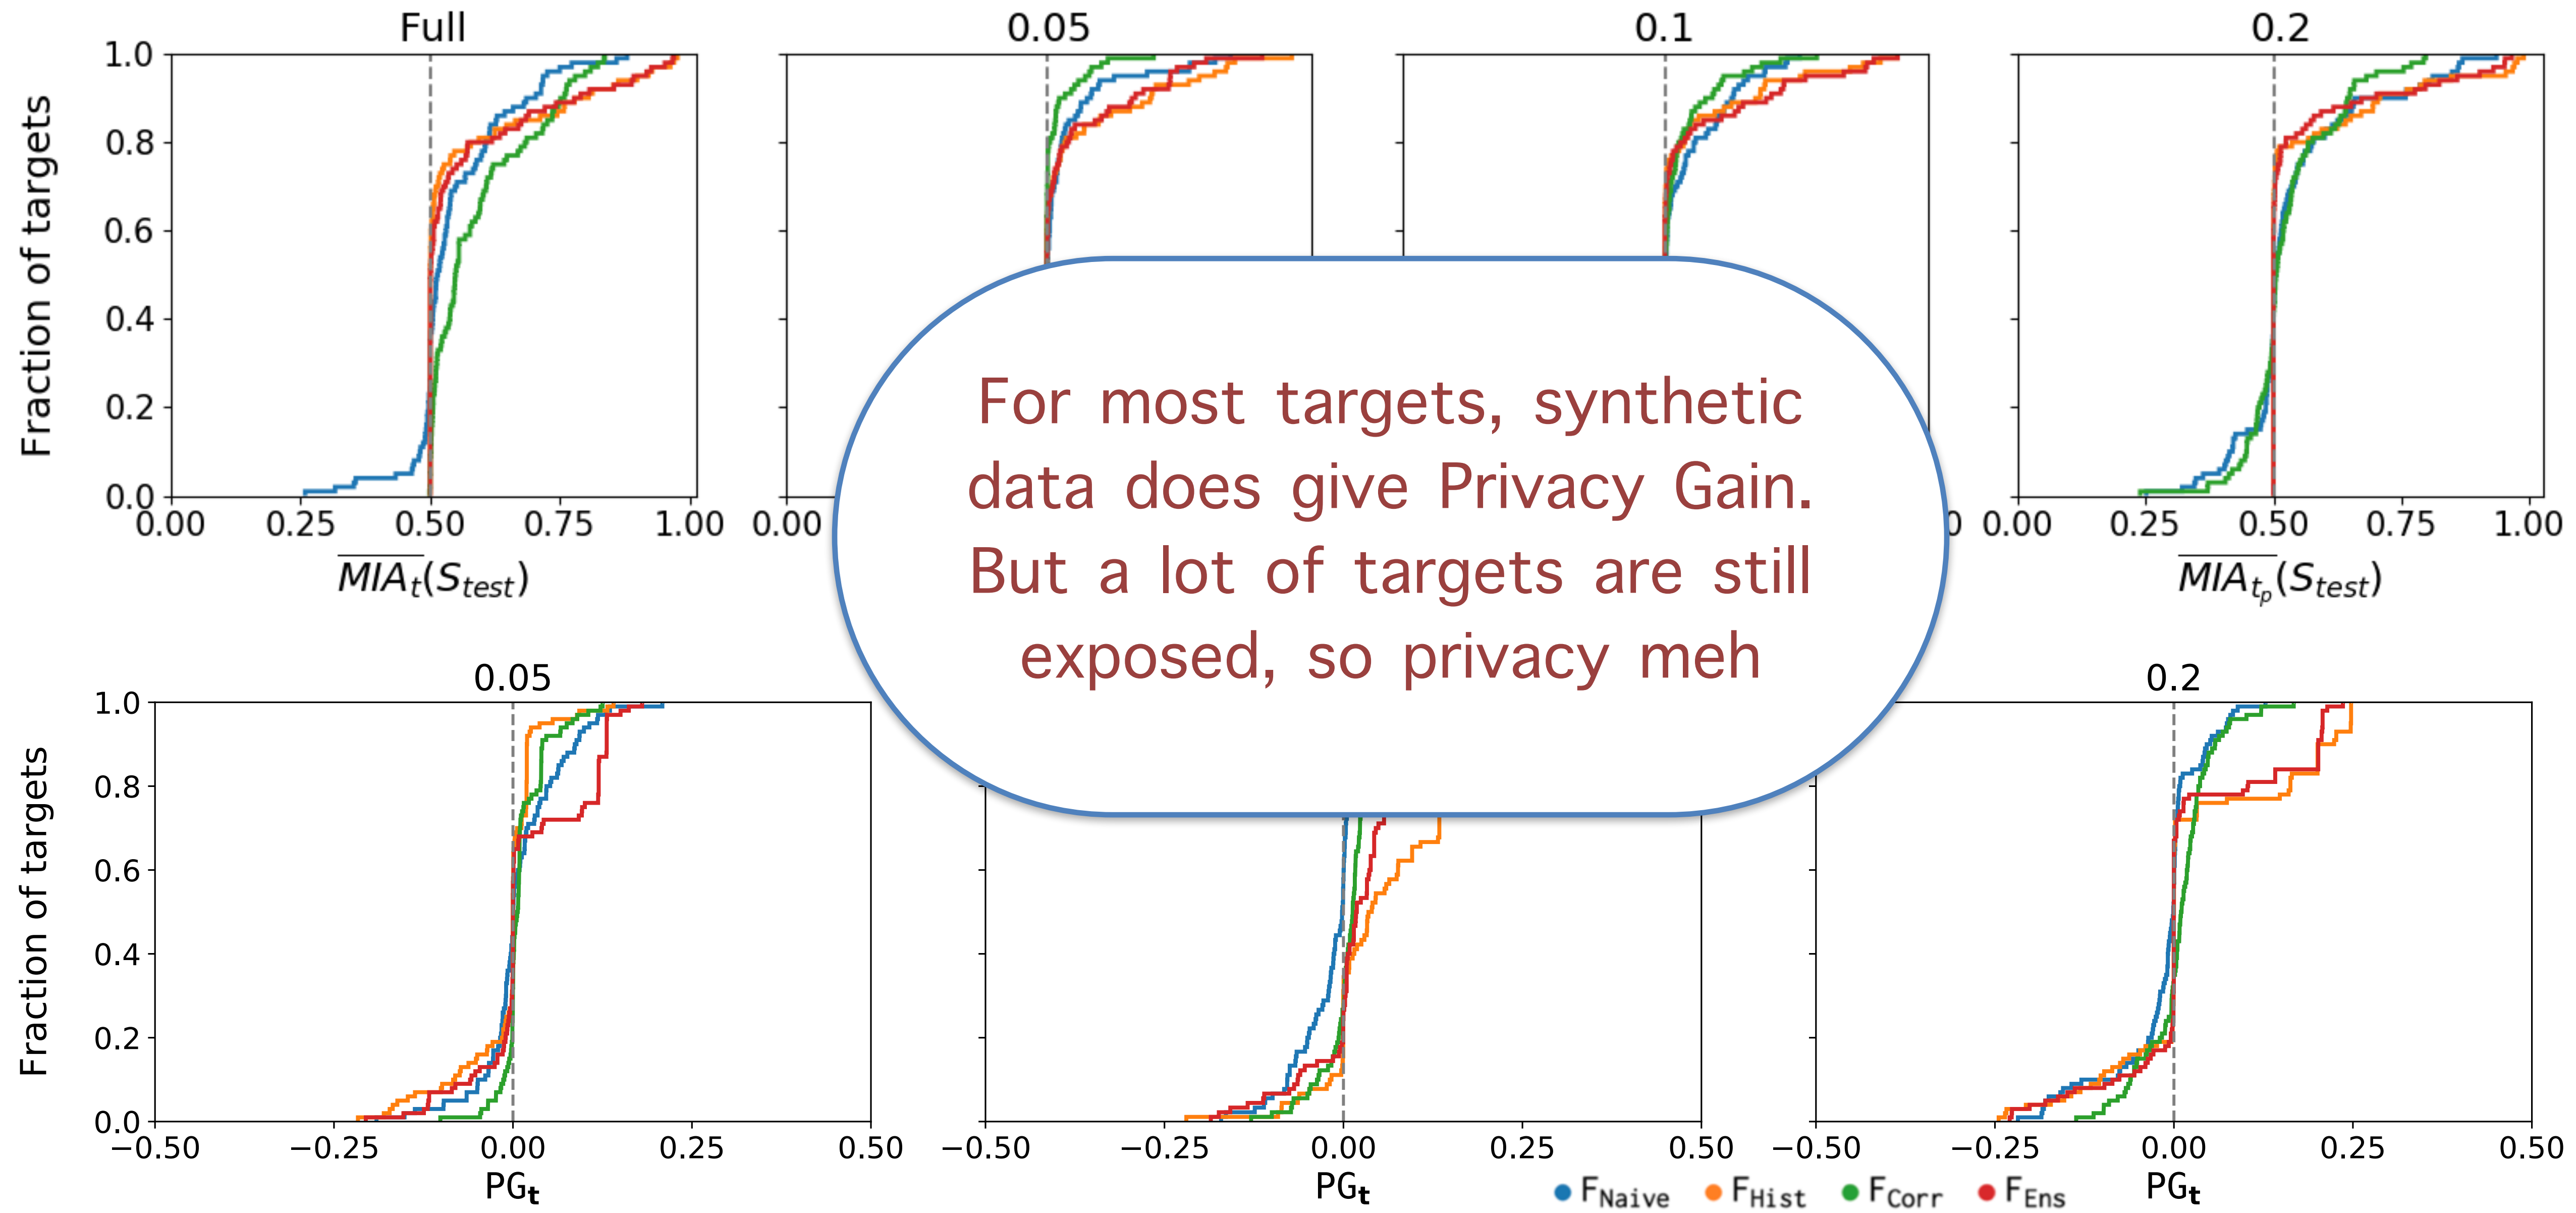 Full
0.05
0.1
0.2
Fraction of targets
1.0
0.8
0.6
0.4
0.2
0.0
0.00 0.25 0.50 0.75 1.00
0.00
0 0.00 0.25 0.50 0.75 1.00
MIA_t(S_test)
MIA_{t_p}(S_test)
For most targets, synthetic
data does give Privacy Gain.
But a lot of targets are still
exposed, so privacy meh
0.05
0.2
Fraction of targets
1.0
0.8
0.6
0.4
0.2
0.0
−0.50 −0.25 0.00 0.25 0.50
−0.50 −0.25 0.00 0.25 0.50
−0.50 −0.25 0.00 0.25 0.50
PG_t
PG_t
PG_t
F_Naive F_Hist F_Corr F_Ens